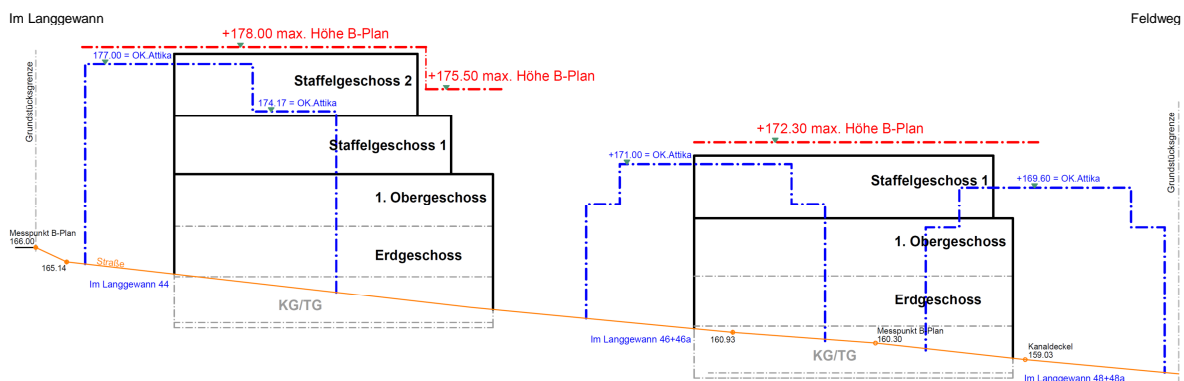 Im Langgewann
Feldweg
+178.00 max. Höhe B-Plan
177.00 = OK.Attika
Staffelgeschoss 2
+175.50 max. Höhe B-Plan
174.17 = OK.Attika
Grundstücksgrenze
Staffelgeschoss 1
+172.30 max. Höhe B-Plan
+171.00 = OK.Attika
Staffelgeschoss 1
+169.60 = OK.Attika
Grundstücksgrenze
1. Obergeschoss
Messpunkt B-Plan
166.00
165.14
Straße
Erdgeschoss
1. Obergeschoss
Im Langgewann 44
KG/TG
Erdgeschoss
Im Langgewann 46+46a
160.93
Messpunkt B-Plan
160.30
KG/TG
Kanaldeckel
159.03
Im Langgewann 48+48a